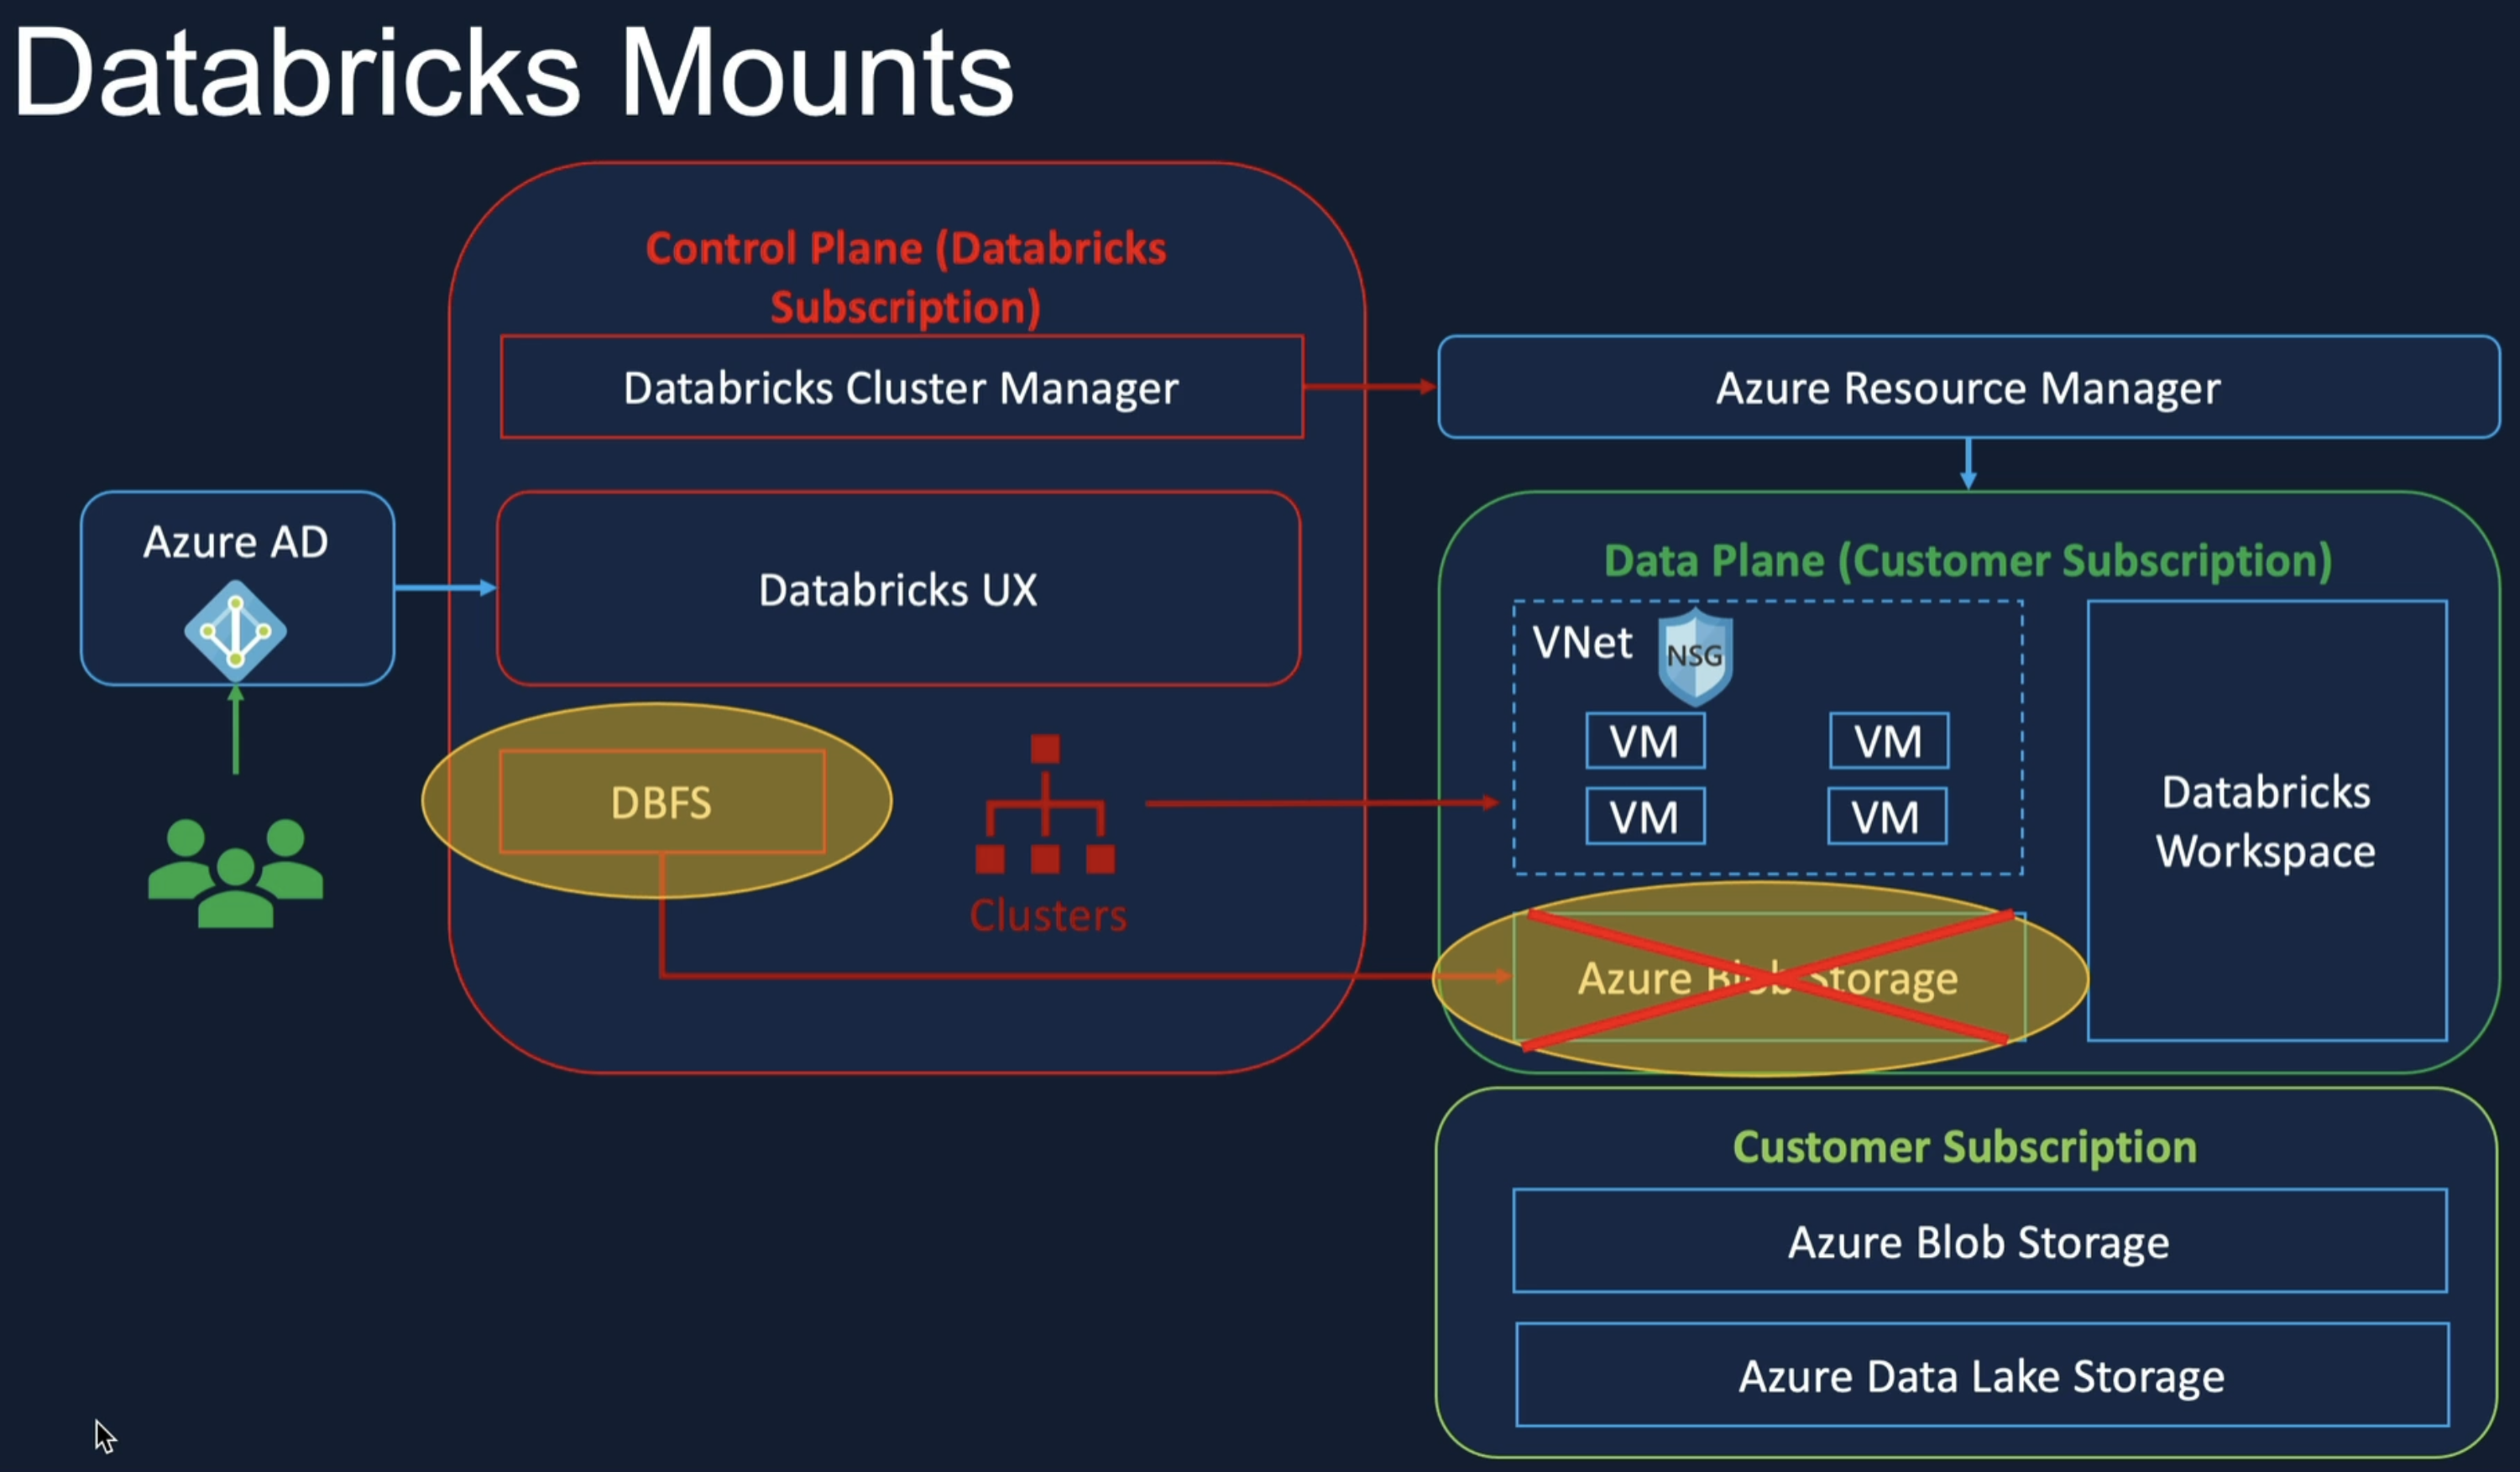 Databricks Mounts
Control Plane (Databricks
Subscription)
Databricks Cluster Manager
Azure Resource Manager
Azure AD
Databricks UX
Data Plane (Customer Subscription)
VNet
NSG
VM
VM
VM
VM
Databricks
Workspace
DBFS
Clusters
Azure Blob Storage
Customer Subscription
Azure Blob Storage
Azure Data Lake Storage